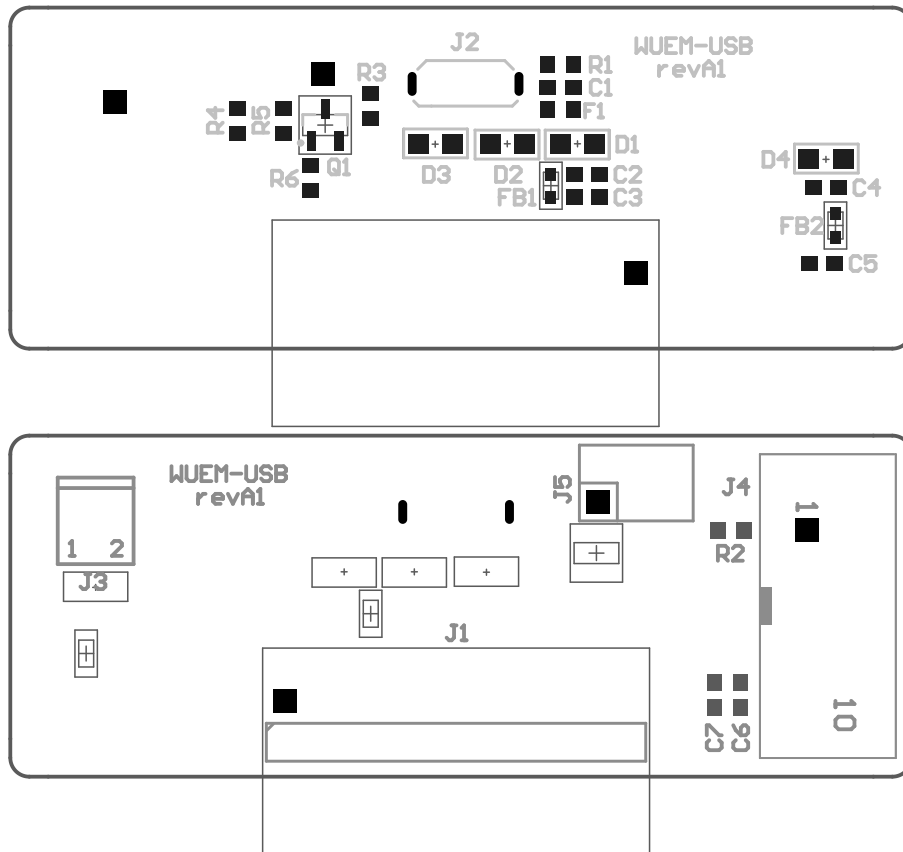 J2
WUEM-USB
revA1
R1
C1
F1
R3
R4
R5
Q1
R6
D3
D2
D1
FB1
C2
C3
D4
C4
FB2
C5
WUEM-USB
revA1
J5
J4
1
1 2
R2
J3
J1
10
C7
C6